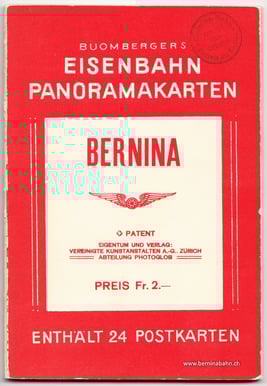 BUOMBERGERS
EISENBAHN
PANORAMAKARTEN
BERNINA
PATENT
EIGENTUM UND VERLAG:
VEREINIGTE KUNSTANSTALTEN A.-G. ZÜRICH
ABTEILUNG PHOTOGLOB
PREIS Fr. 2.—
ENTHÄLT 24 POSTKARTEN
www.berninabahn.ch